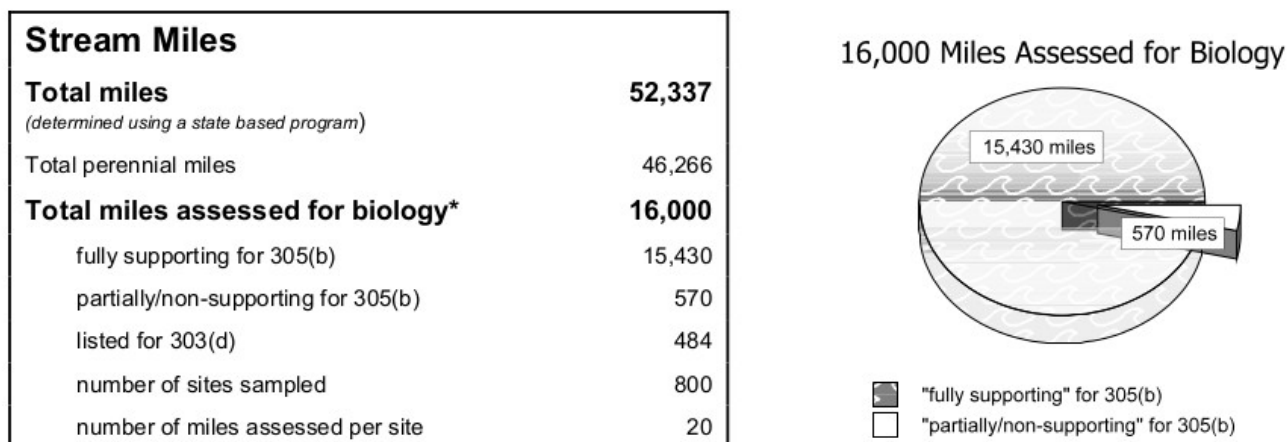 Stream Miles
Total miles 52,337
(determined using a state based program)
Total perennial miles 46,266
Total miles assessed for biology* 16,000
fully supporting for 305(b) 15,430
partially/non-supporting for 305(b) 570
listed for 303(d) 484
number of sites sampled 800
number of miles assessed per site 20
16,000 Miles Assessed for Biology
15,430 miles
570 miles
"fully supporting" for 305(b)
"partially/non-supporting" for 305(b)